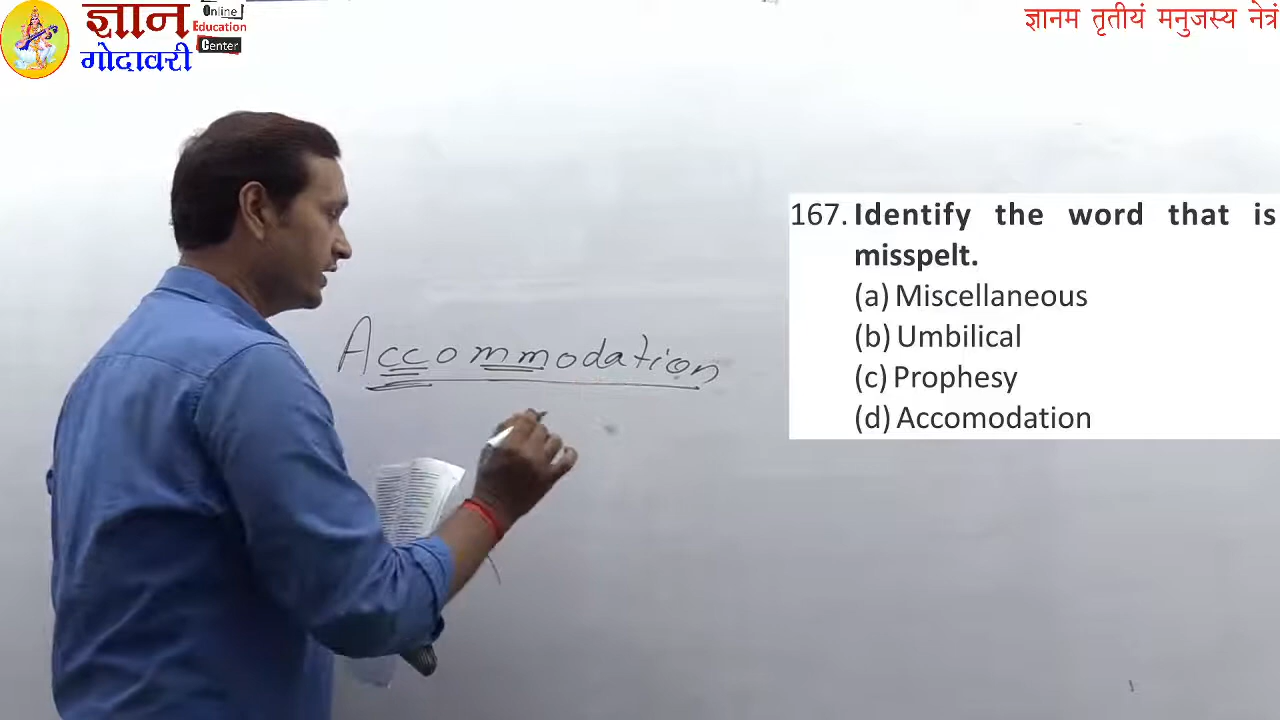 ज्ञान
Online
Education
Center
गोदावरी
ज्ञानम तृतीयं मनुजस्य नेत्रं
167. Identify the word that is
misspelt.
(a) Miscellaneous
(b) Umbilical
(c) Prophesy
(d) Accomodation
Accommodation